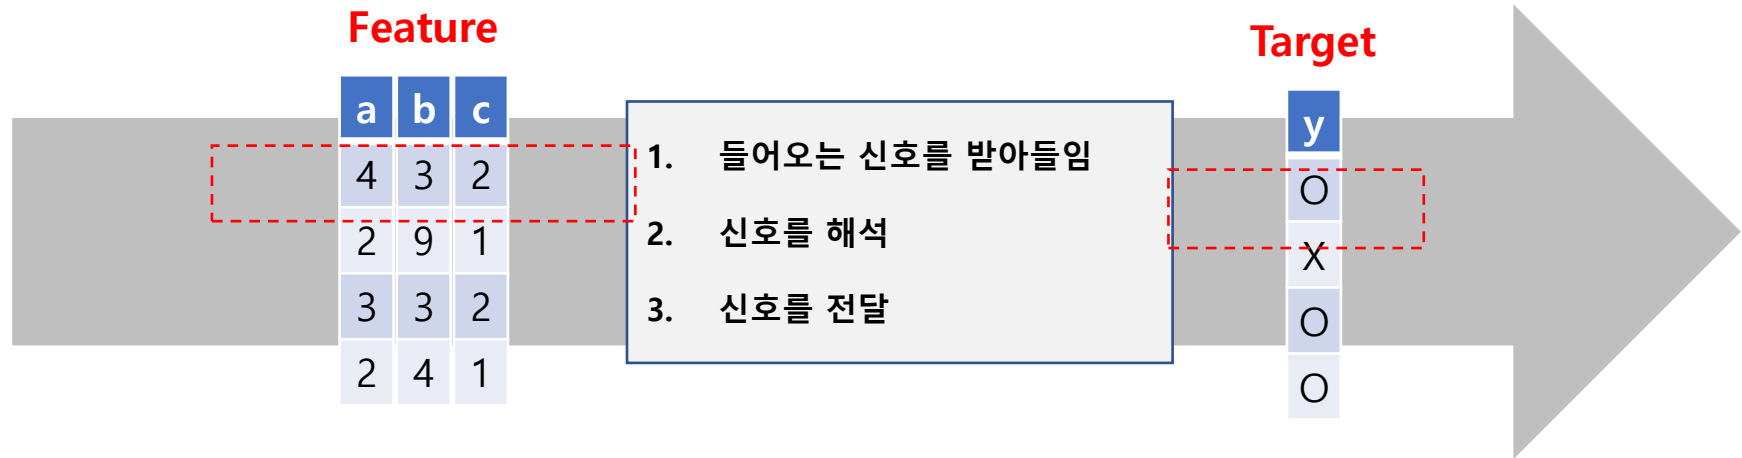 Feature
a b c
4 3 2
2 9 1
3 3 2
2 4 1
1. 들어오는 신호를 받아들임
2. 신호를 해석
3. 신호를 전달
Target
y
O
X
O
O